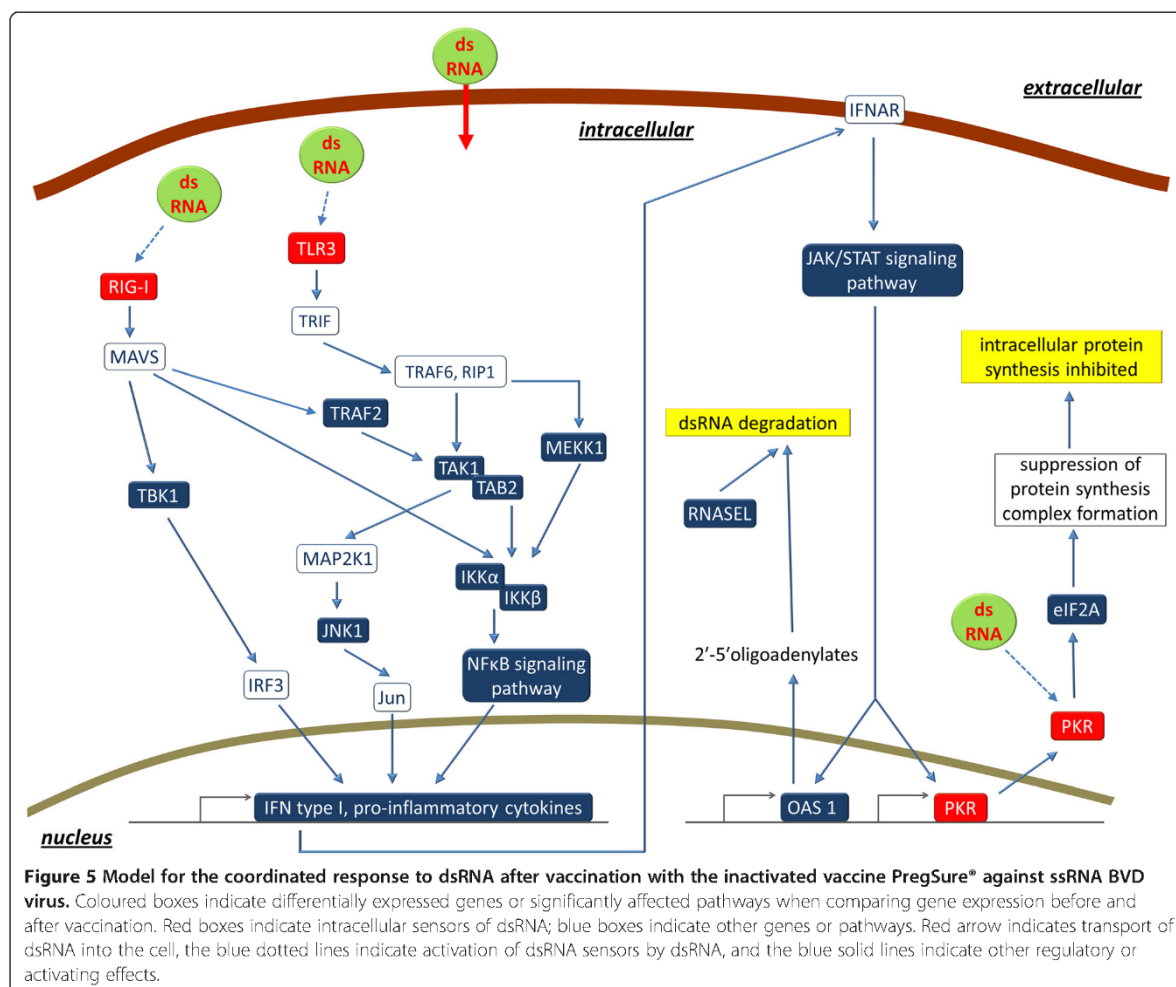 ds
RNA
extracellular
IFNAR
intracellular
ds
RNA
ds
RNA
TLR3
JAK/STAT signaling
pathway
RIG-I
TRIF
intracellular protein
synthesis inhibited
MAVS
TRAF6, RIP1
TRAF2
dsRNA degradation
MEKK1
TAK1
TAB2
suppression of
protein synthesis
complex formation
TBK1
RNASEL
MAP2K1
IKKα
IKKβ
ds
RNA
eIF2A
JNK1
2’-5’oligoadenylates
NFκB signaling
pathway
IRF3
Jun
PKR
IFN type I, pro-inflammatory cytokines
OAS 1
PKR
nucleus
Figure 5 Model for the coordinated response to dsRNA after vaccination with the inactivated vaccine PregSure® against ssRNA BVD
virus. Coloured boxes indicate differentially expressed genes or significantly affected pathways when comparing gene expression before and
after vaccination. Red boxes indicate intracellular sensors of dsRNA; blue boxes indicate other genes or pathways. Red arrow indicates transport of
dsRNA into the cell, the blue dotted lines indicate activation of dsRNA sensors by dsRNA, and the blue solid lines indicate other regulatory or
activating effects.